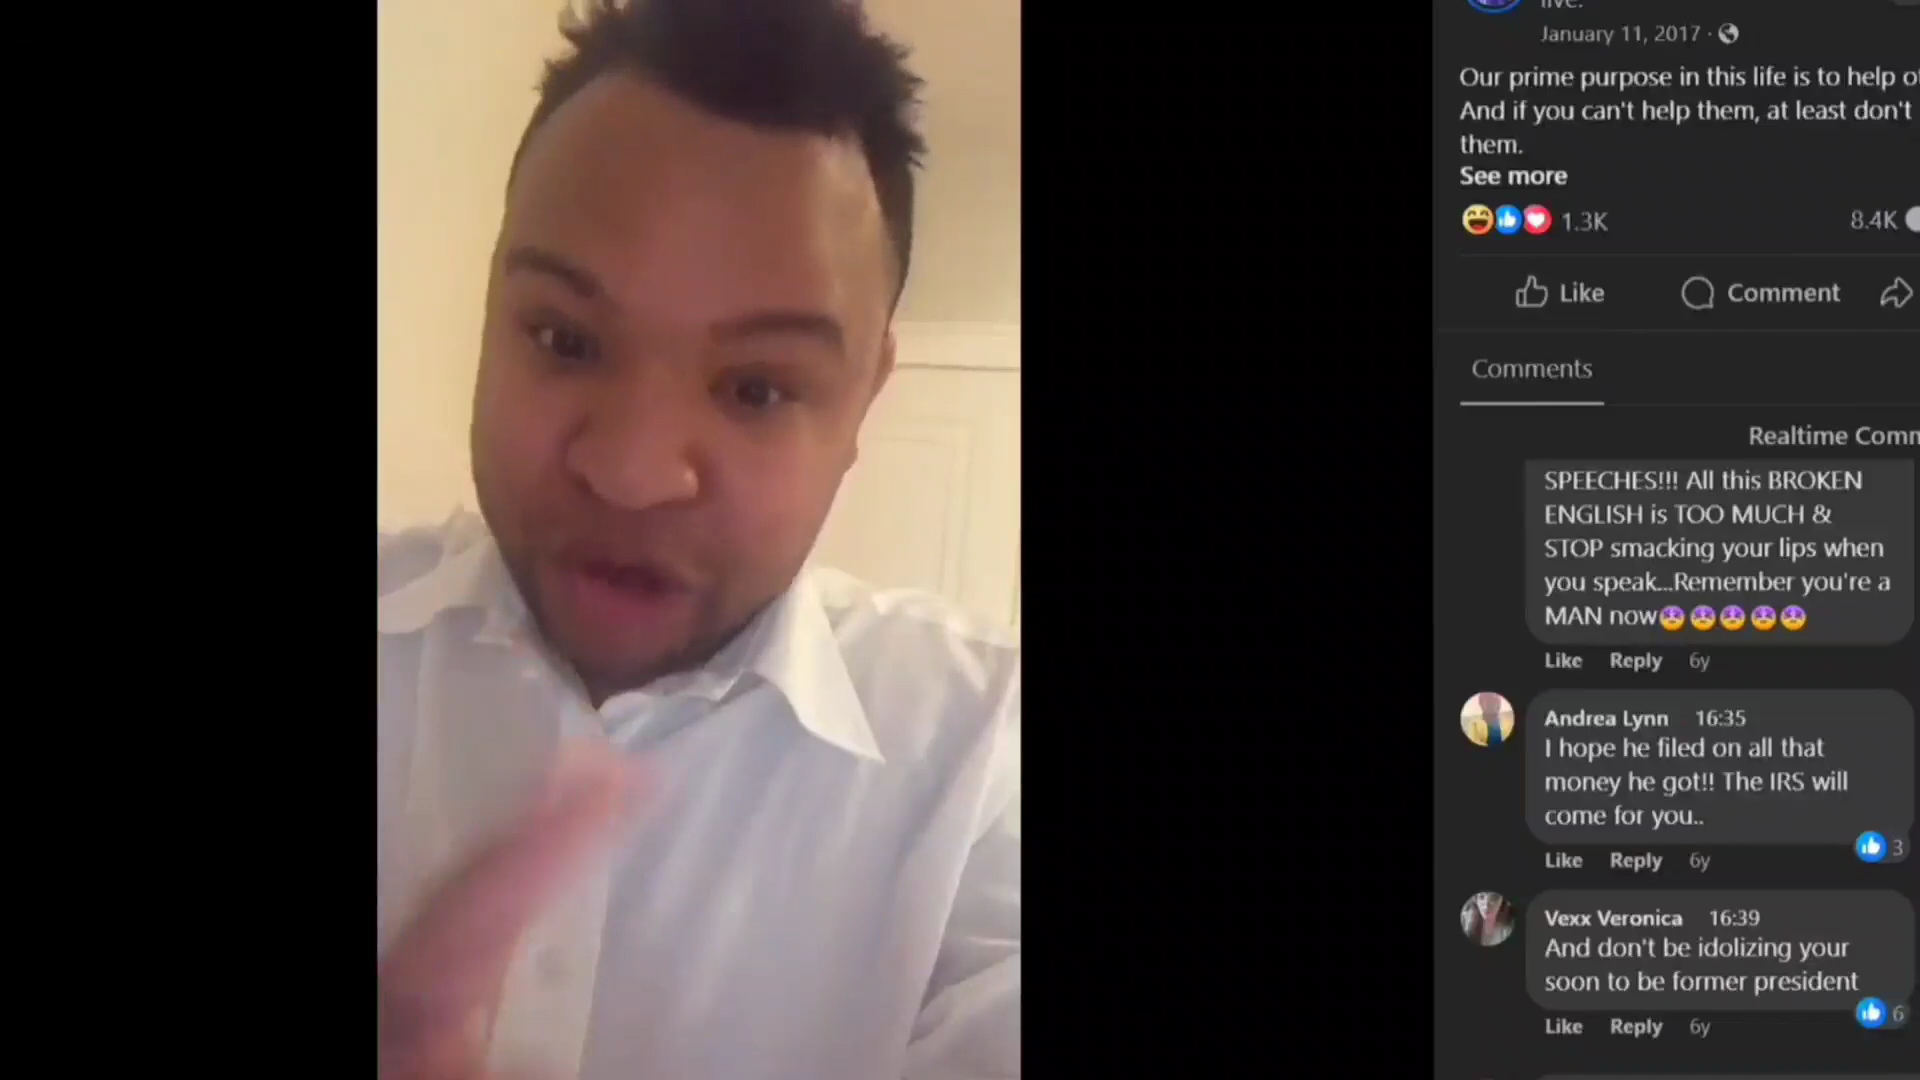 live.
January 11, 2017 ·
Our prime purpose in this life is to help
And if you can't help them, at least don't
them.
See more
1.3K
8.4K
Like
Comment
Comments
Realtime
SPEECHES!!! All this BROKEN
ENGLISH is TOO MUCH &
STOP smacking your lips when
you speak...Remember you're a
MAN now
Like Reply 6y
Andrea Lynn 16:35
I hope he filed on all that
money he got!! The IRS will
come for you..
3
Like Reply 6y
Vexx Veronica 16:39
And don't be idolizing your
soon to be former president
6
Like Reply 6y